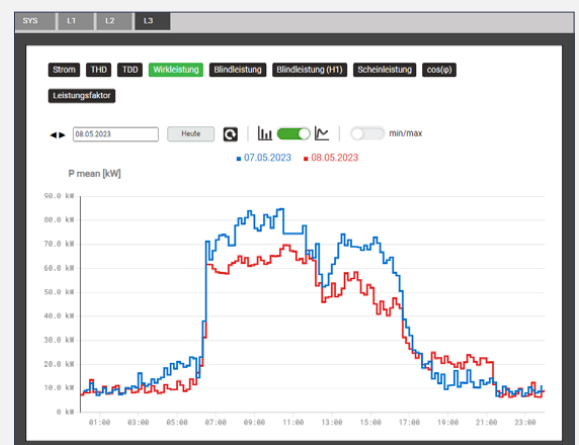 SYS L1 L2 L3
Strom THD TDD Wirkleistung Blindleistung Blindleistung (H1) Scheinleistung cos(φ)
Leistungsfaktor
08.05.2023 Heute min/max
07.05.2023 08.05.2023
P mean [kW]
90.0 kW
80.0 kW
70.0 kW
60.0 kW
50.0 kW
40.0 kW
30.0 kW
20.0 kW
10.0 kW
0 kW
01:00 03:00 05:00 07:00 09:00 11:00 13:00 15:00 17:00 19:00 21:00 23:00